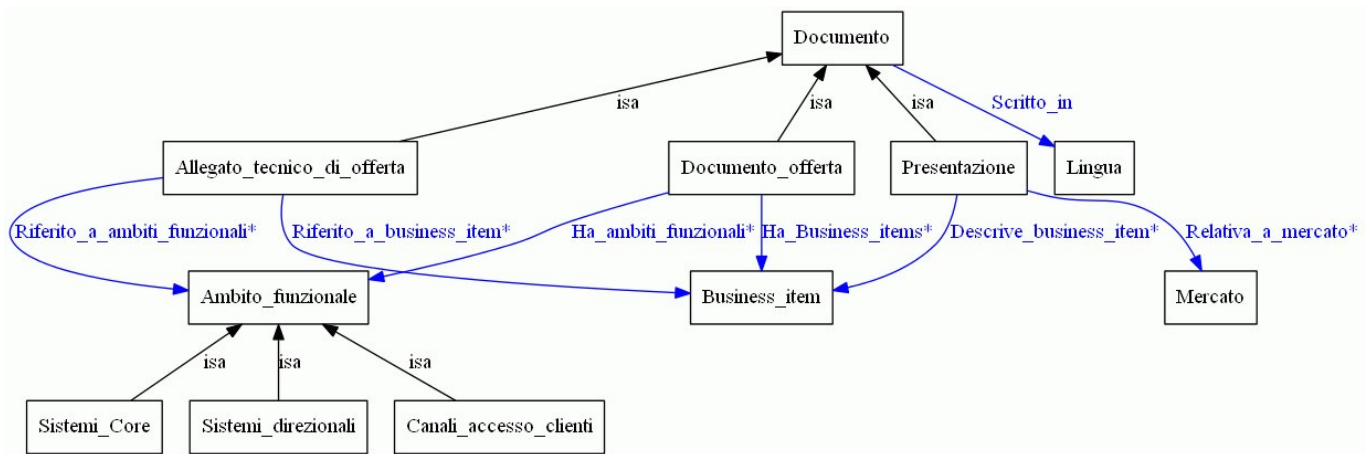 Documento
isa
isa
isa
Scritto_in
Allegato_tecnico_di_offerta
Documento_offerta
Presentazione
Lingua
Riferito_a_ambiti_funzionali*
Riferito_a_business_item*
Ha_ambiti_funzionali*
Ha_Business_items*
Descrive_business_item*
Relativa_a_mercato*
Ambito_funzionale
Business_item
Mercato
isa
isa
isa
Sistemi_Core
Sistemi_direzionali
Canali_accesso_clienti